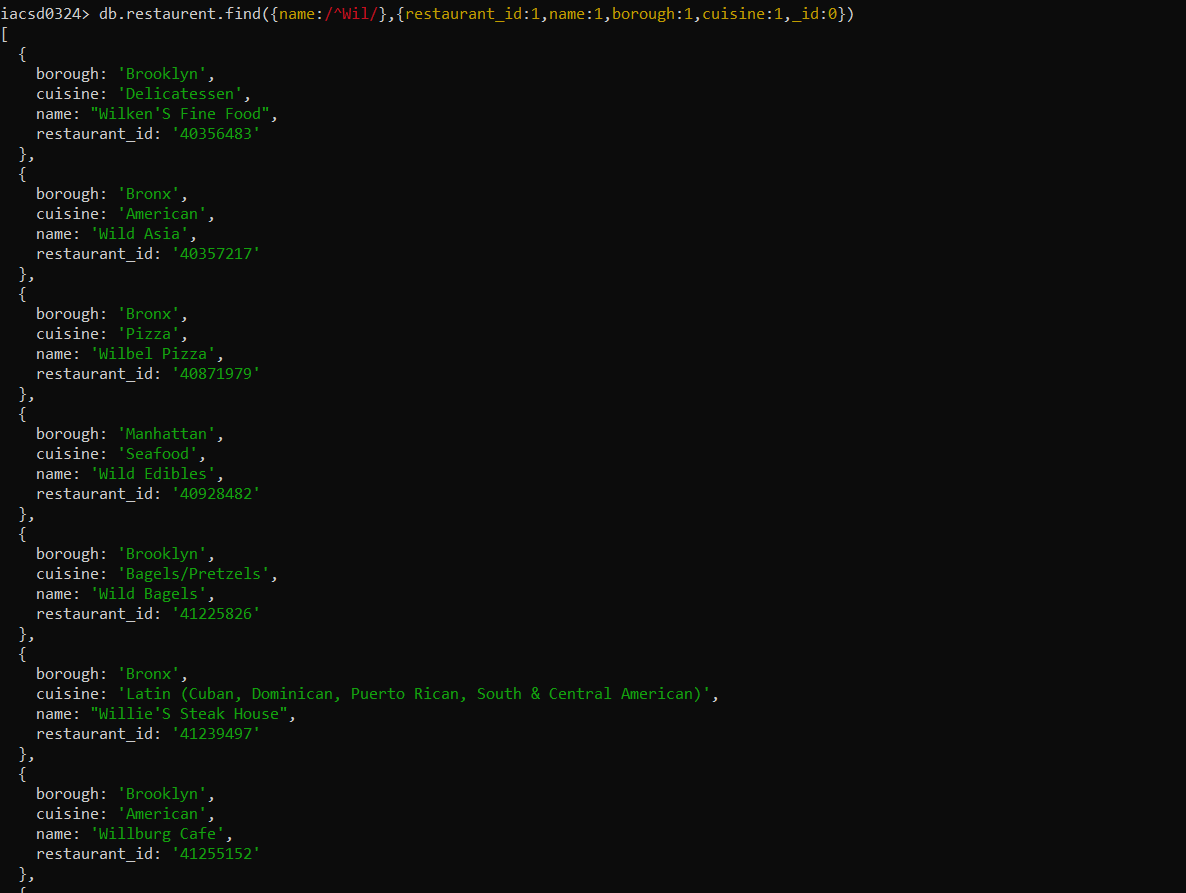 iacsd0324> db.restaurent.find({name:/^Wil/},{restaurant_id:1,name:1,borough:1,cuisine:1,_id:0})
[
  {
    borough: 'Brooklyn',
    cuisine: 'Delicatessen',
    name: "Wilken'S Fine Food",
    restaurant_id: '40356483'
  },
  {
    borough: 'Bronx',
    cuisine: 'American',
    name: 'Wild Asia',
    restaurant_id: '40357217'
  },
  {
    borough: 'Bronx',
    cuisine: 'Pizza',
    name: 'Wilbel Pizza',
    restaurant_id: '40871979'
  },
  {
    borough: 'Manhattan',
    cuisine: 'Seafood',
    name: 'Wild Edibles',
    restaurant_id: '40928482'
  },
  {
    borough: 'Brooklyn',
    cuisine: 'Bagels/Pretzels',
    name: 'Wild Bagels',
    restaurant_id: '41225826'
  },
  {
    borough: 'Bronx',
    cuisine: 'Latin (Cuban, Dominican, Puerto Rican, South & Central American)',
    name: "Willie'S Steak House",
    restaurant_id: '41239497'
  },
  {
    borough: 'Brooklyn',
    cuisine: 'American',
    name: 'Willburg Cafe',
    restaurant_id: '41255152'
  },
  {